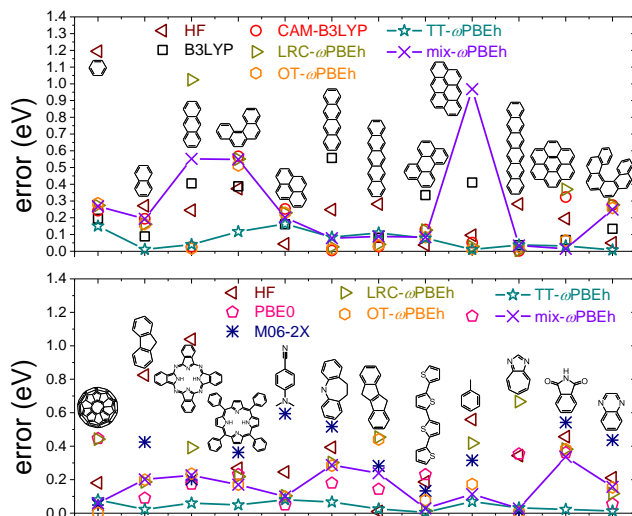 1.4
1.3
1.2
1.1
1.0
0.9
0.8
0.7
0.6
0.5
0.4
0.3
0.2
0.1
0.0
error (eV)
HF
B3LYP
CAM-B3LYP
LRC-ωPBEh
OT-ωPBEh
TT-ωPBEh
mix-ωPBEh
1.4
1.2
1.0
0.8
0.6
0.4
0.2
0.0
error (eV)
HF
PBE0
M06-2X
LRC-ωPBEh
OT-ωPBEh
TT-ωPBEh
mix-ωPBEh
N
N
N
S
S
S
S
N
N
O
H
N
O
N
N